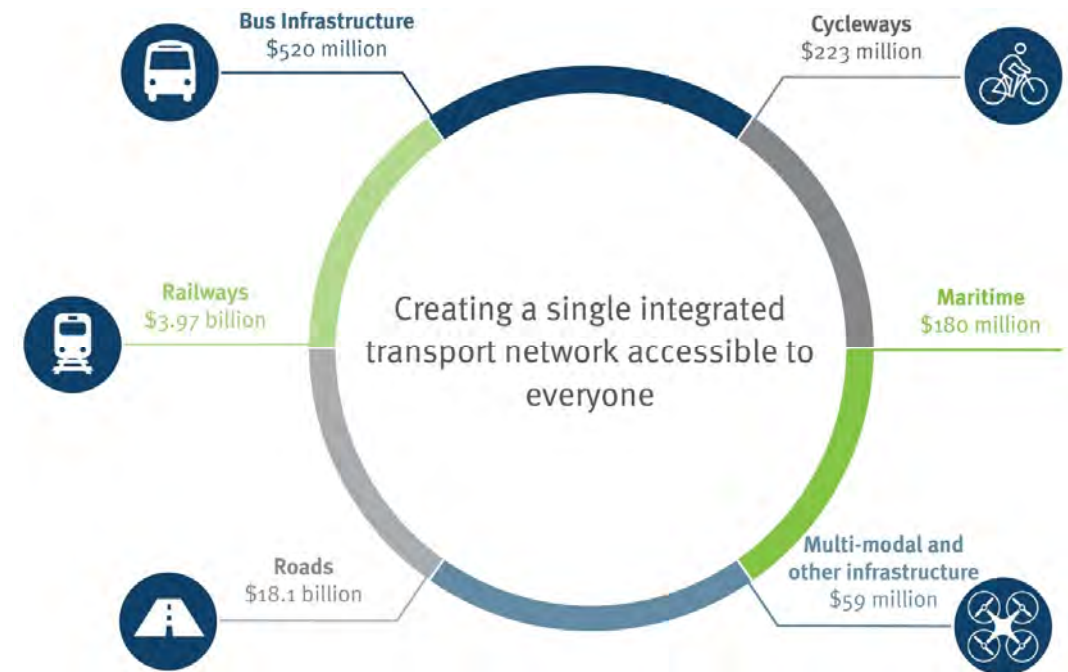 Bus Infrastructure
$520 million
Cycleways
$223 million
Railways
$3.97 billion
Creating a single integrated
transport network accessible to
everyone
Maritime
$180 million
Roads
$18.1 billion
Multi-modal and
other infrastructure
$59 million